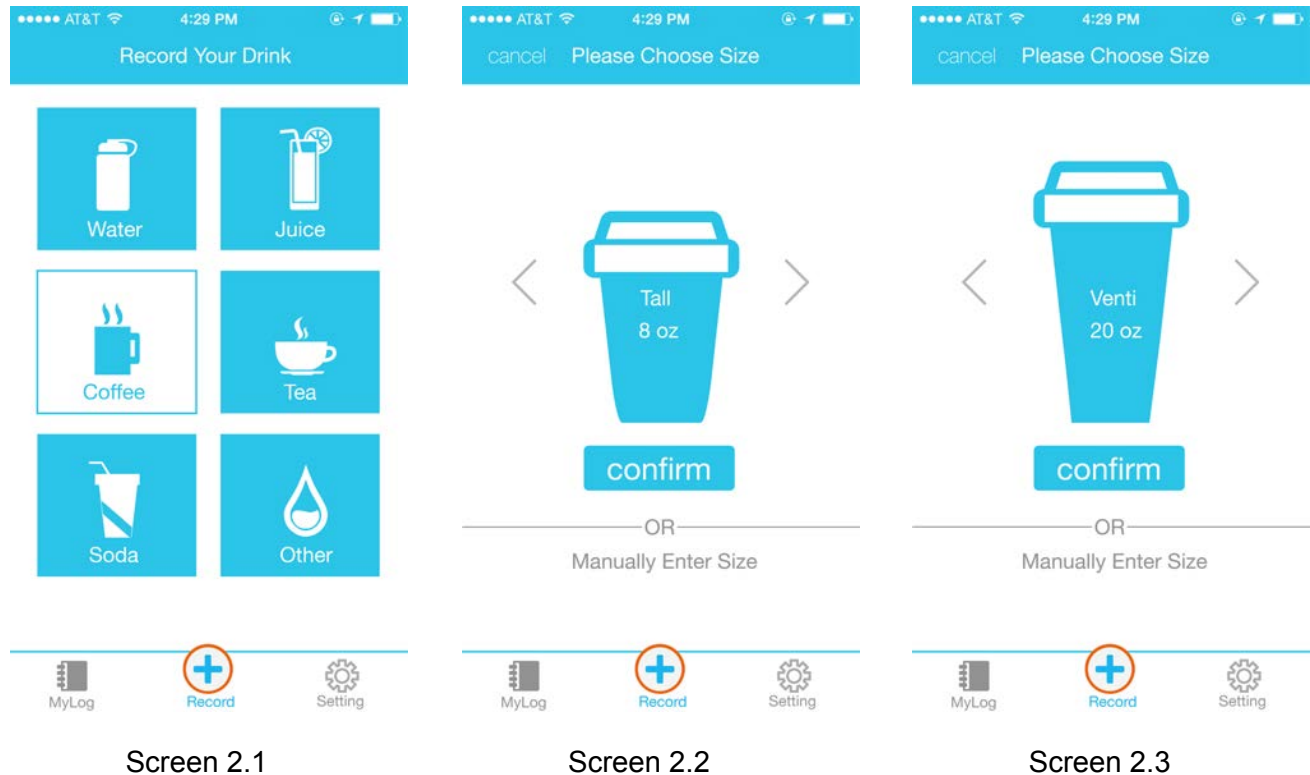 AT&T 4:29 PM
Record Your Drink
Water Juice
Coffee Tea
Soda Other
MyLog Record Setting
Screen 2.1
AT&T 4:29 PM
cancel Please Choose Size
Tall
8 oz
confirm
OR
Manually Enter Size
MyLog Record Setting
Screen 2.2
AT&T 4:29 PM
cancel Please Choose Size
Venti
20 oz
confirm
OR
Manually Enter Size
MyLog Record Setting
Screen 2.3